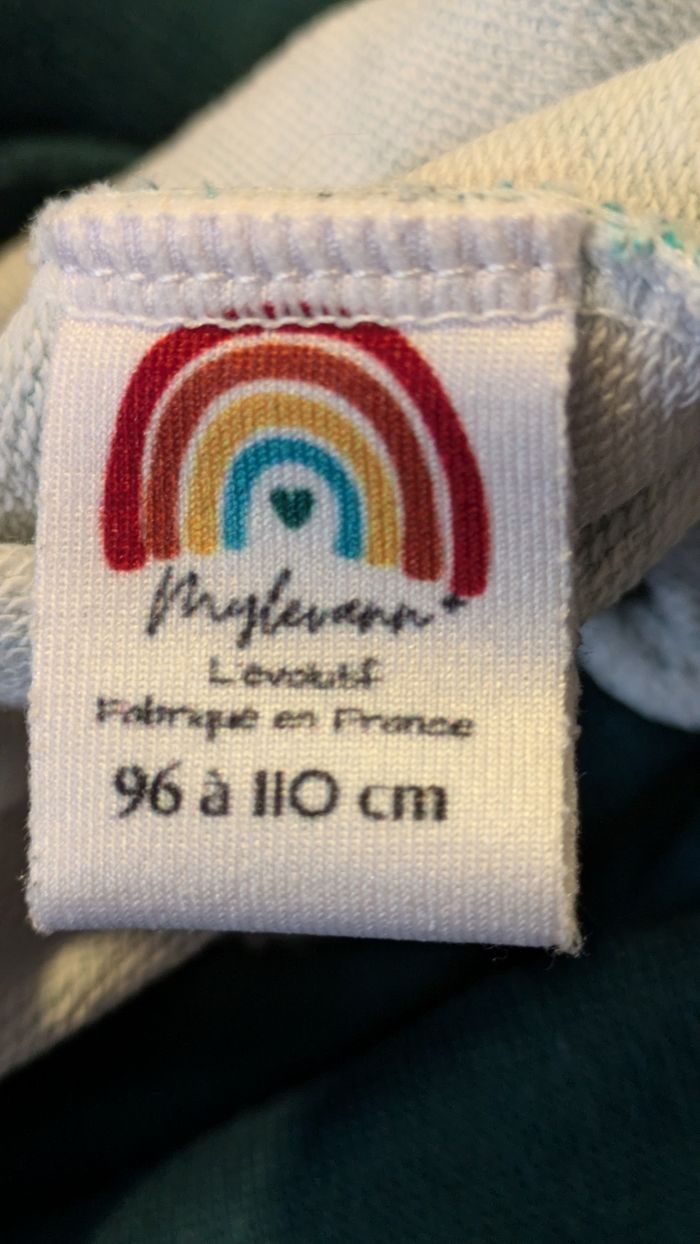 Mylevann
L'évolutif
Fabriqué en France
96 à 110 cm